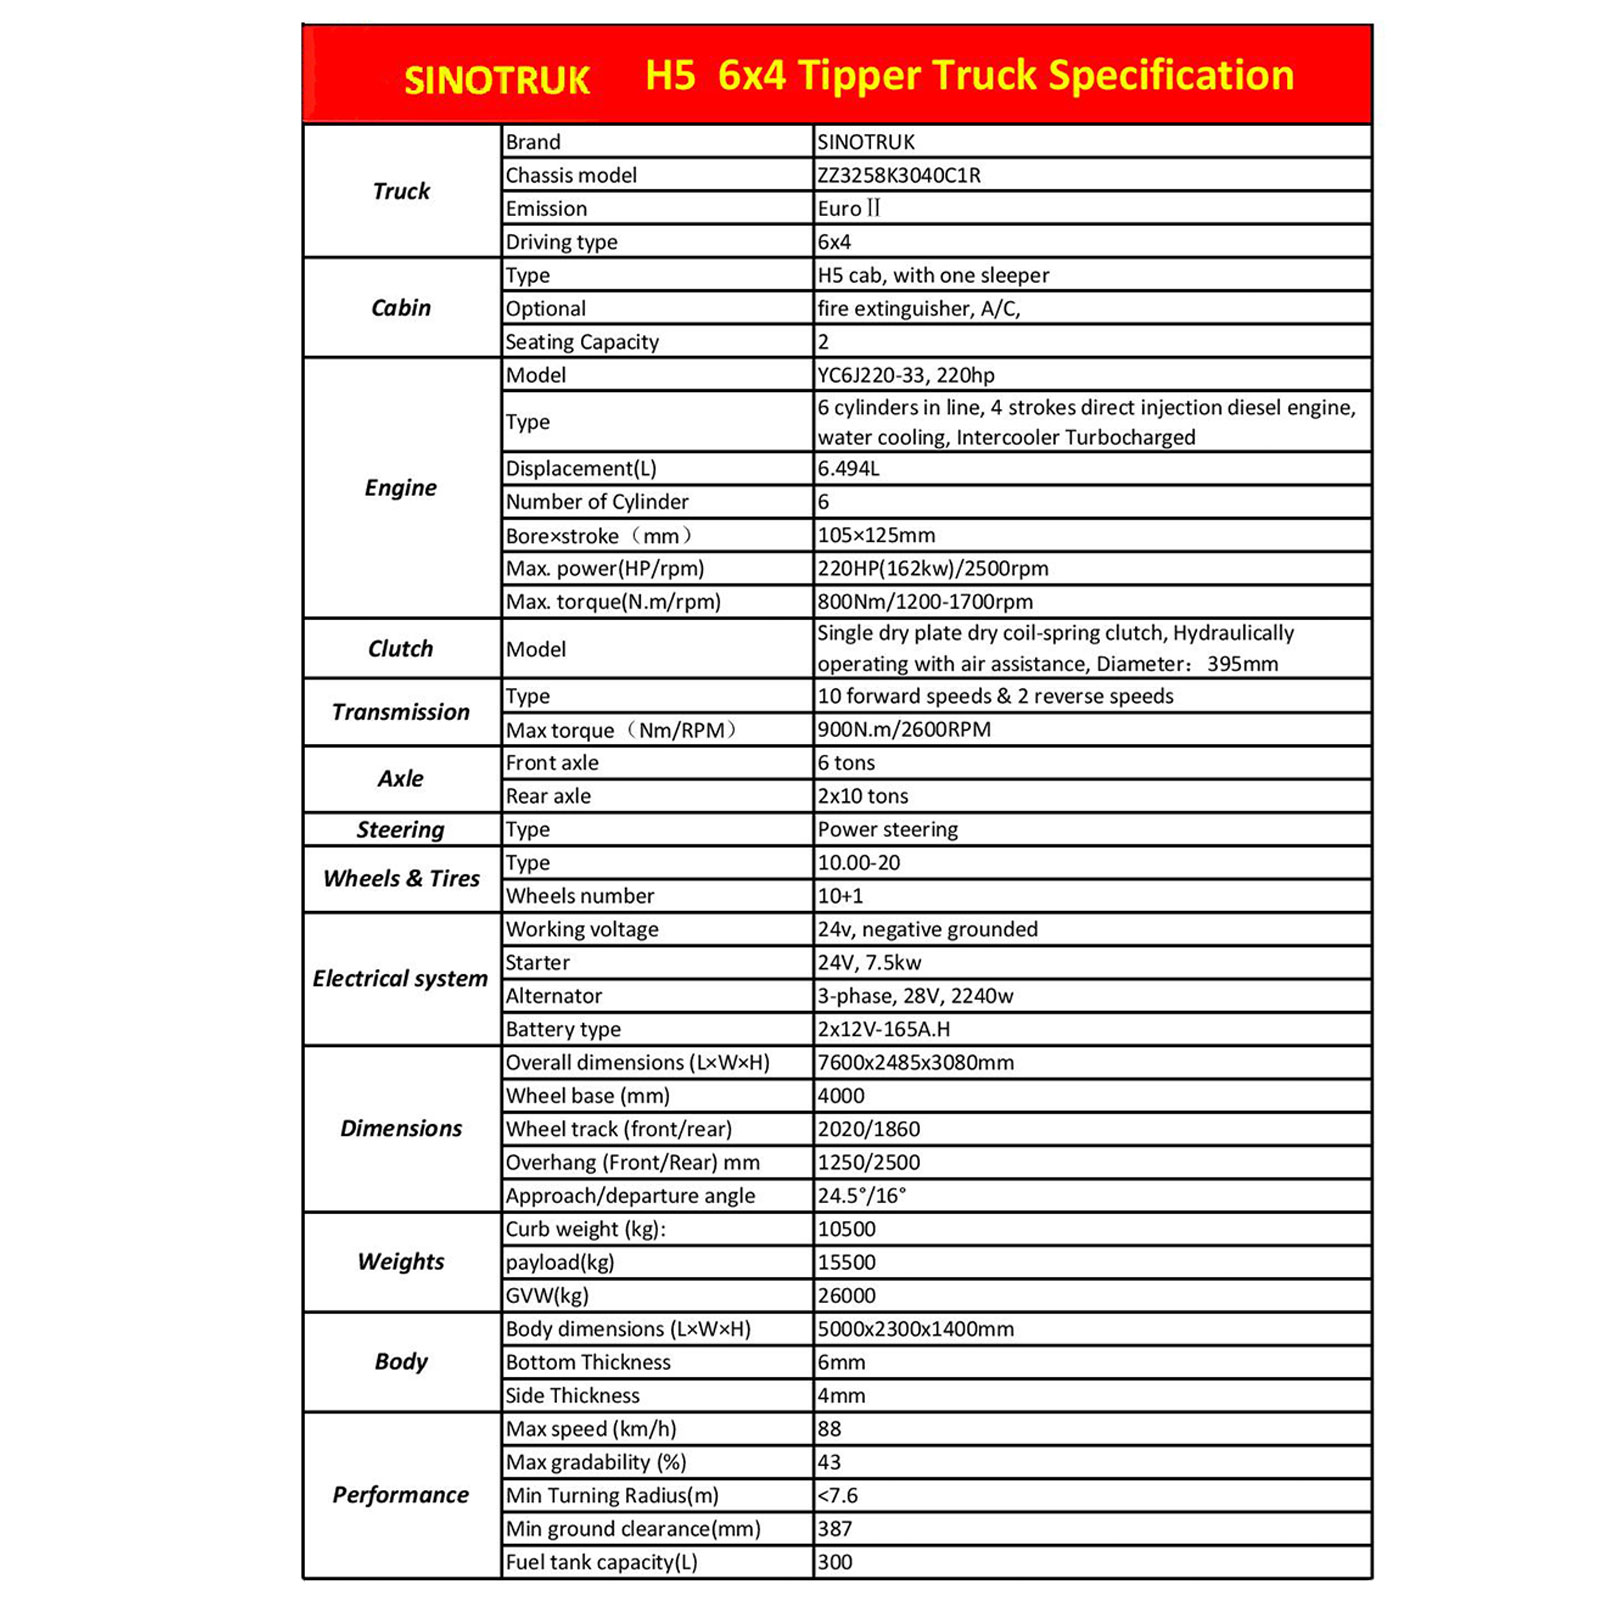 SINOTRUK H5 6x4 Tipper Truck Specification
Truck
Brand SINOTRUK
Chassis model ZZ3258K3040C1R
Emission Euro Ⅱ
Driving type 6x4
Cabin
Type H5 cab, with one sleeper
Optional fire extinguisher, A/C,
Seating Capacity 2
Engine
Model YC6J220-33, 220hp
Type 6 cylinders in line, 4 strokes direct injection diesel engine,
water cooling, Intercooler Turbocharged
Displacement(L) 6.494L
Number of Cylinder 6
Bore×stroke（mm） 105×125mm
Max. power(HP/rpm) 220HP(162kw)/2500rpm
Max. torque(N.m/rpm) 800Nm/1200-1700rpm
Clutch
Model Single dry plate dry coil-spring clutch, Hydraulically
operating with air assistance, Diameter： 395mm
Transmission
Type 10 forward speeds & 2 reverse speeds
Max torque（Nm/RPM） 900N.m/2600RPM
Axle
Front axle 6 tons
Rear axle 2x10 tons
Steering Type Power steering
Wheels & Tires
Type 10.00-20
Wheels number 10+1
Electrical system
Working voltage 24v, negative grounded
Starter 24V, 7.5kw
Alternator 3-phase, 28V, 2240w
Battery type 2x12V-165A.H
Dimensions
Overall dimensions (L×W×H) 7600x2485x3080mm
Wheel base (mm) 4000
Wheel track (front/rear) 2020/1860
Overhang (Front/Rear) mm 1250/2500
Approach/departure angle 24.5°/16°
Weights
Curb weight (kg): 10500
payload(kg) 15500
GVW(kg) 26000
Body
Body dimensions (L×W×H) 5000x2300x1400mm
Bottom Thickness 6mm
Side Thickness 4mm
Performance
Max speed (km/h) 88
Max gradability (%) 43
Min Turning Radius(m) <7.6
Min ground clearance(mm) 387
Fuel tank capacity(L) 300